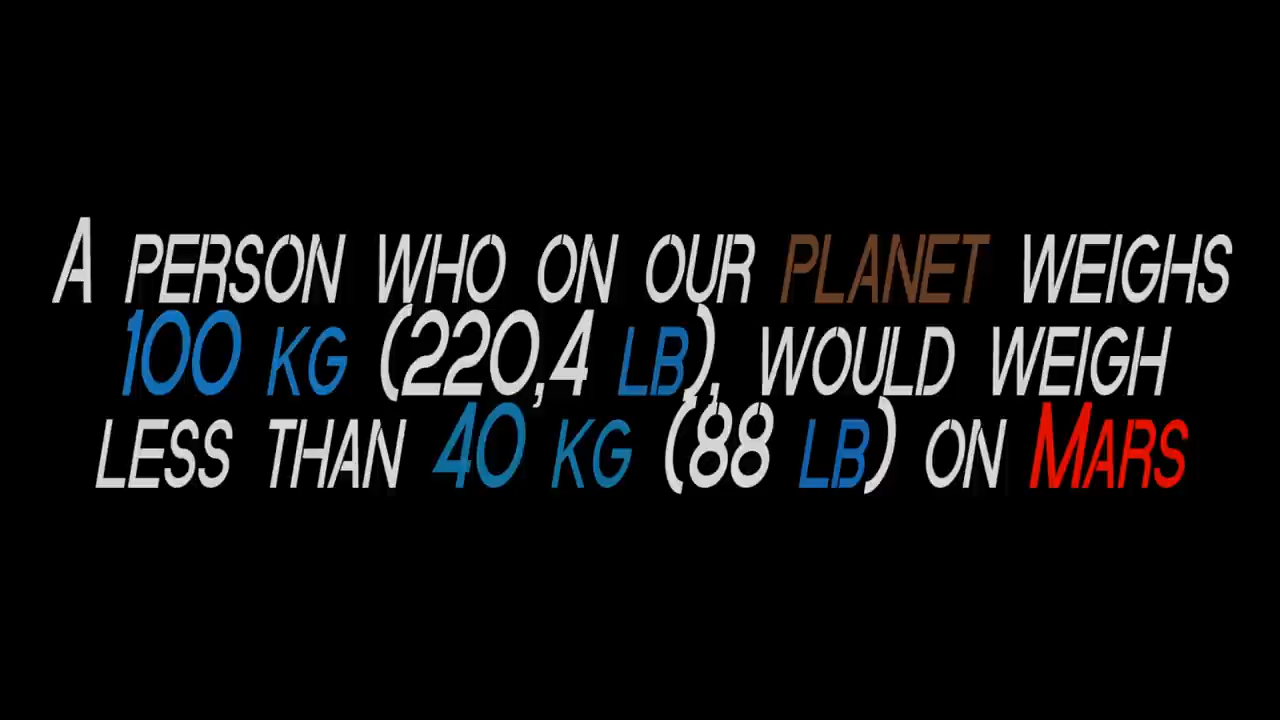 A PERSON WHO ON OUR PLANET WEIGHS
100 KG (220,4 LB), WOULD WEIGH
LESS THAN 40 KG (88 LB) ON MARS